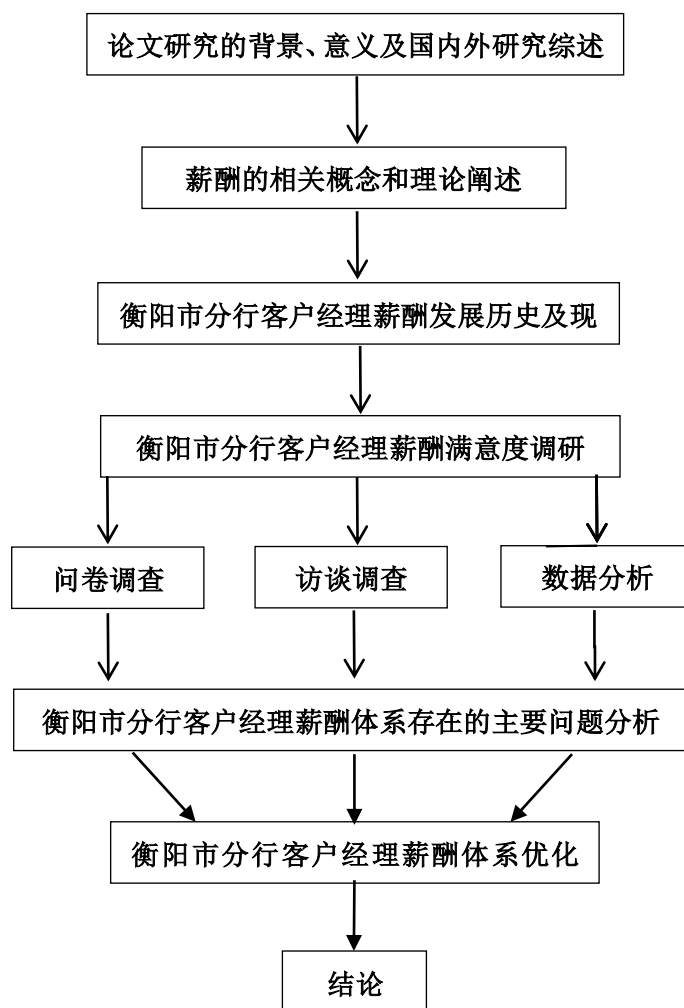 论文研究的背景、意义及国内外研究综述
薪酬的相关概念和理论阐述
衡阳市分行客户经理薪酬发展历史及现
衡阳市分行客户经理薪酬满意度调研
问卷调查
访谈调查
数据分析
衡阳市分行客户经理薪酬体系存在的主要问题分析
衡阳市分行客户经理薪酬体系优化
结论